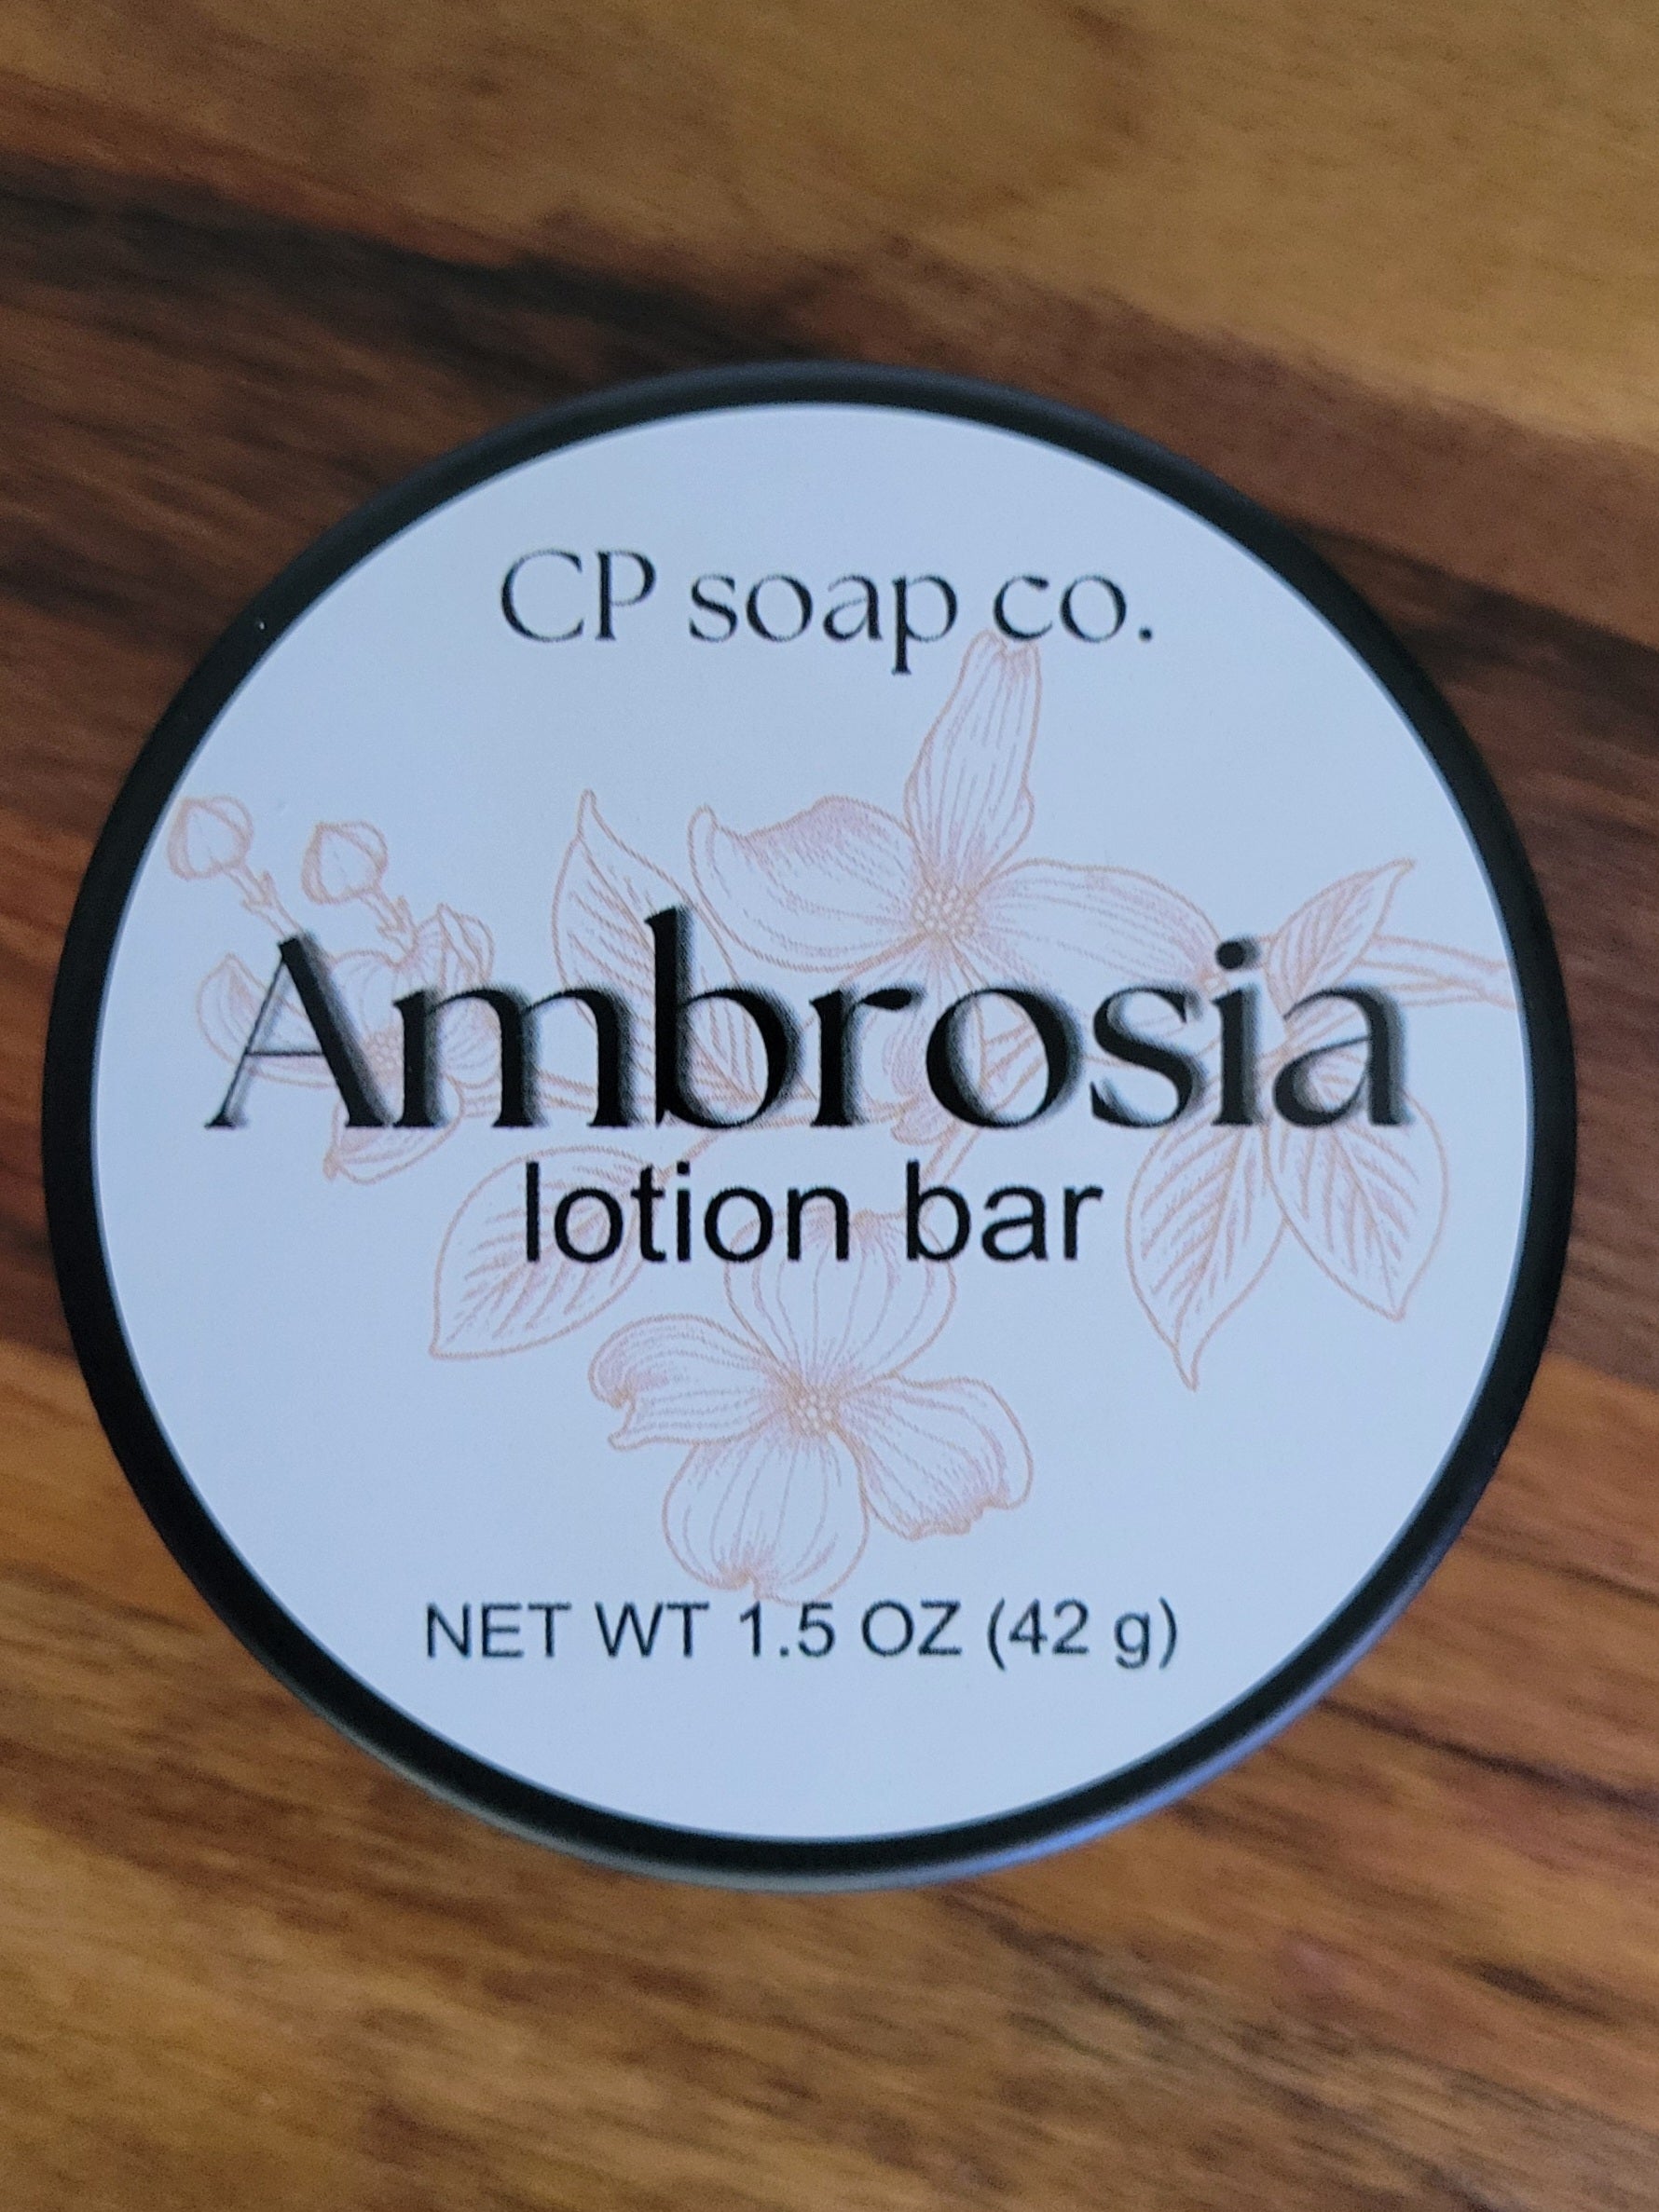 CP soap co.
Ambrosia
lotion bar
NET WT 1.5 OZ (42 g)